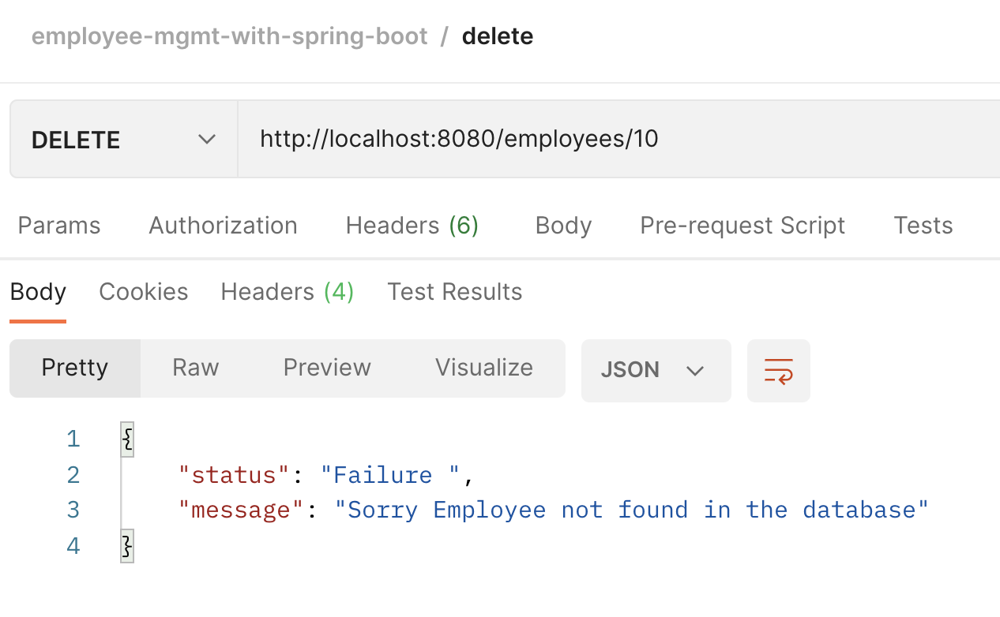 employee-mgmt-with-spring-boot / delete
DELETE http://localhost:8080/employees/10
Params Authorization Headers (6) Body Pre-request Script Tests
Body Cookies Headers (4) Test Results
Pretty Raw Preview Visualize JSON
1 {
2 "status": "Failure ",
3 "message": "Sorry Employee not found in the database"
4 }